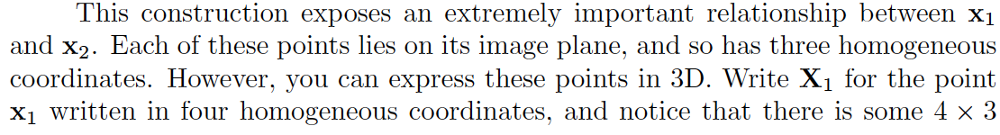 This construction exposes an extremely important relationship between x₁
and x₂. Each of these points lies on its image plane, and so has three homogeneous
coordinates. However, you can express these points in 3D. Write X₁ for the point
x₁ written in four homogeneous coordinates, and notice that there is some 4 × 3